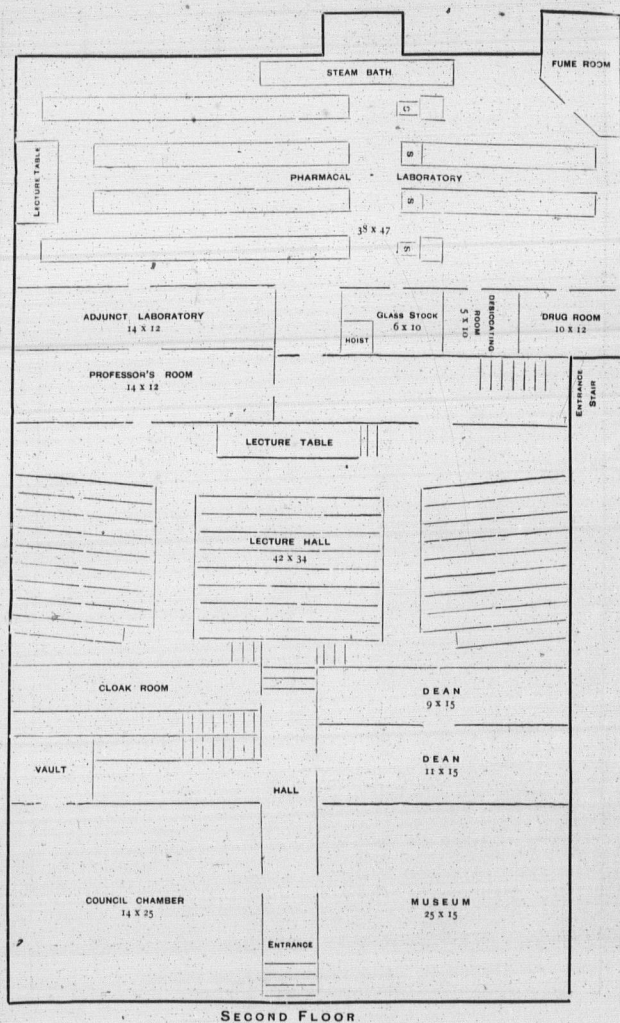 STEAM BATH
FUME ROOM
LECTURE TABLE
S
S
S
PHARMACAL LABORATORY
38 X 47
ADJUNCT LABORATORY
14 X 12
GLASS STOCK
6 X 10
HOIST
DESICCATING
ROOM
5 X 10
DRUG ROOM
10 X 12
PROFESSOR'S ROOM
14 X 12
ENTRANCE
STAIR
LECTURE TABLE
LECTURE HALL
42 X 34
CLOAK ROOM
DEAN
9 X 15
VAULT
DEAN
11 X 15
HALL
COUNCIL CHAMBER
14 X 25
MUSEUM
25 X 15
ENTRANCE
SECOND FLOOR